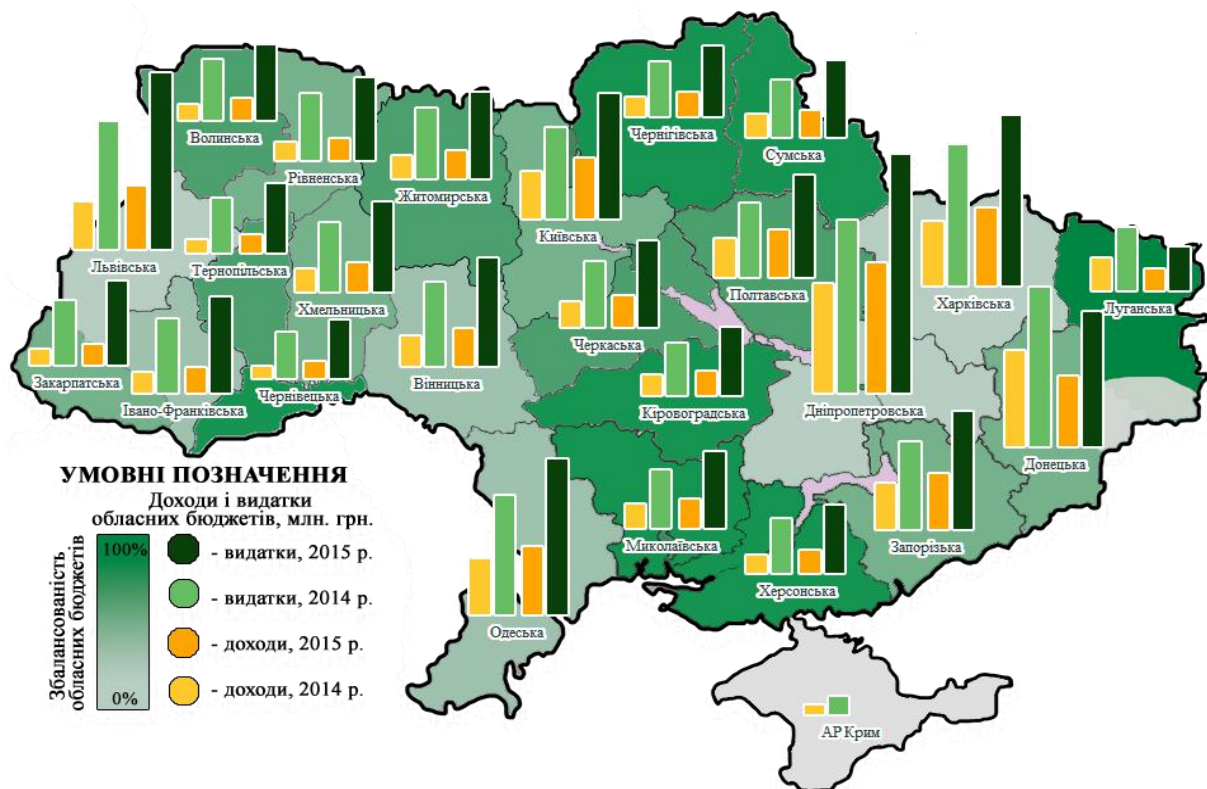 Волинська
Рівненська
Житомирська
Чернігівська
Сумська
Київська
Львівська
Тернопільська
Хмельницька
Полтавська
Харківська
Луганська
Черкаська
Закарпатська
Івано-Франківська
Чернівецька
Вінницька
Кіровоградська
Дніпропетровська
Донецька
Миколаївська
Запорізька
Херсонська
Одеська
АР Крим
УМОВНІ ПОЗНАЧЕННЯ
Доходи і видатки
обласних бюджетів, млн. грн.
Збалансованість
обласних бюджетів
100%
0%
- видатки, 2015 р.
- видатки, 2014 р.
- доходи, 2015 р.
- доходи, 2014 р.